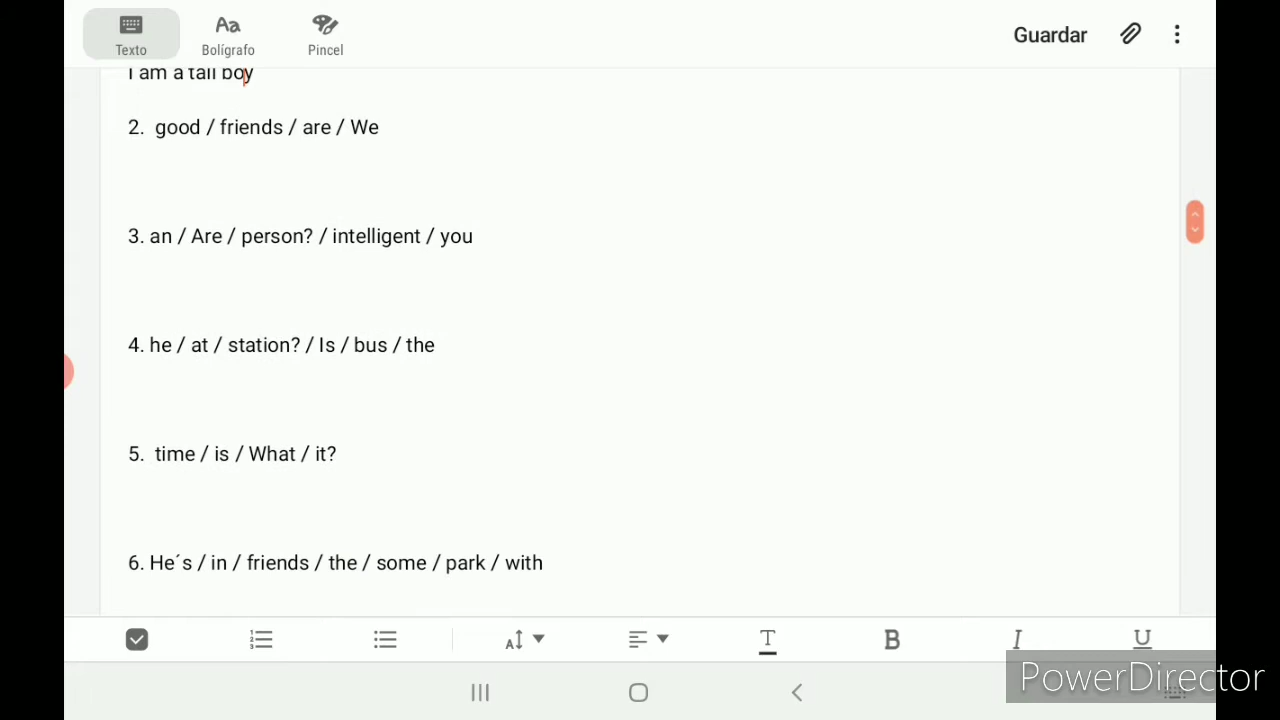 Texto
Bolígrafo
Pincel
Guardar
I am a tall boy
2. good / friends / are / We
3. an / Are / person? / intelligent / you
4. he / at / station? / Is / bus / the
5. time / is / What / it?
6. He´s / in / friends / the / some / park / with
A
T
B
I
U
PowerDirector